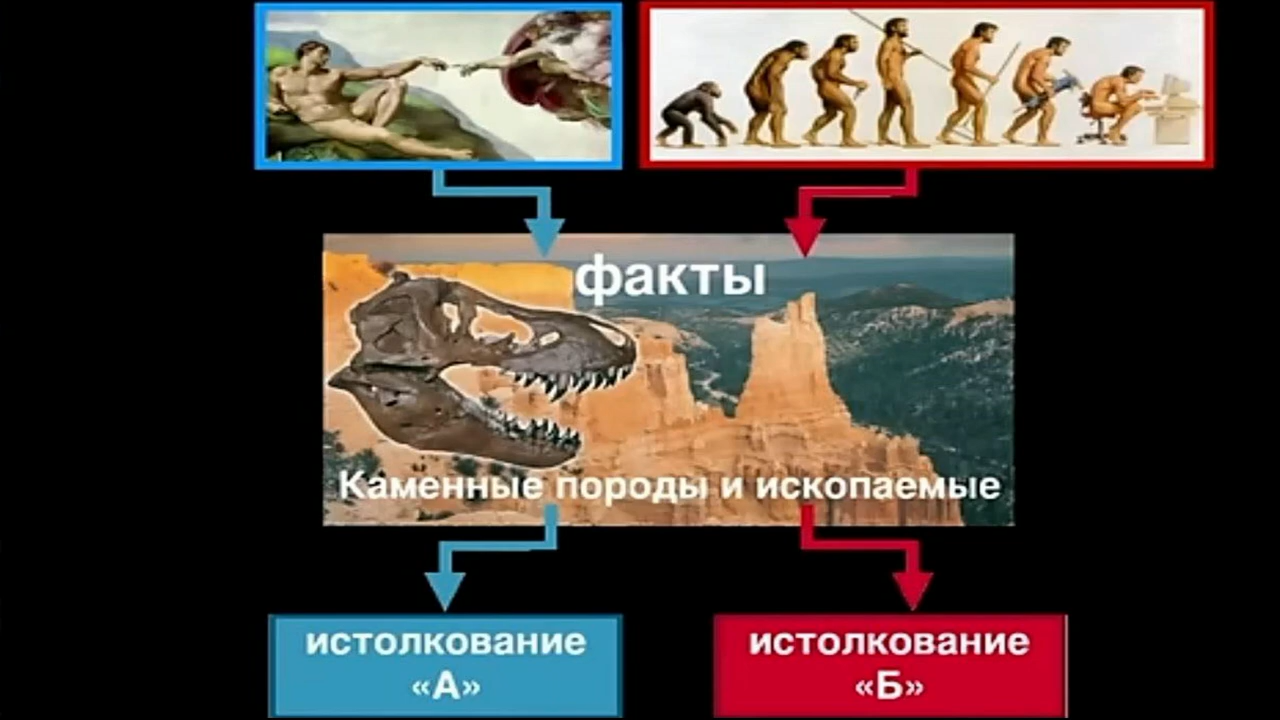 факты
Каменные породы и ископаемые
истолкование
«А»
истолкование
«Б»